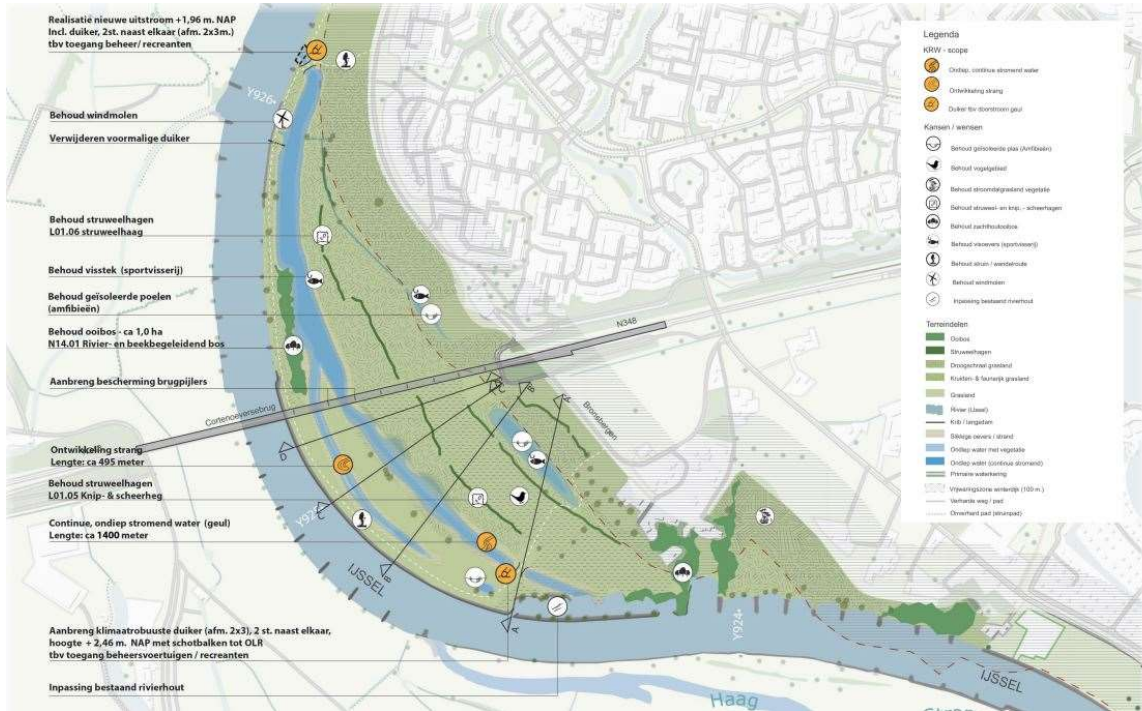 Realisatie nieuwe uitstroom +1,96 m. NAP
Incl. duiker, 2st. naast elkaar (afm. 2x3m.)
tbv toegang beheer/ recreanten
Behoud windmolen
Verwijderen voormalige duiker
Behoud struweelhagen
L01.06 struweelhaag
Behoud visstek (sportvisserij)
Behoud geïsoleerde poelen
(amfibieën)
Behoud ooibos - ca 1,0 ha
N14.01 Rivier- en beekbegeleidend bos
Aanbreng bescherming brugpijlers
Ontwikkeling strang
Lengte: ca 495 meter
Behoud struweelhagen
L01.05 Knip- & scheerheg
Continue, ondiep stromend water (geul)
Lengte: ca 1400 meter
Aanbreng klimaatrobuuste duiker (afm. 2x3), 2 st. naast elkaar,
hoogte + 2,46 m. NAP met schotbalken tot OLR
tbv toegang beheersvoertuigen / recreanten
Inpassing bestaand rivierhout
Y926
N348
Cortenoeversebrug
Bronsbergen
D
C
B
A
D
C
B
A
IJSSEL
Y924
IJSSEL
Haag
Legenda
KRW - scope
Ondiep, continue stromend water
Ontwikkeling strang
Duiker tbv doorstroom geul
Kansen / wensen
Behoud geïsoleerde plas (Amfibieën)
Behoud vogelgebied
Behoud stroomdalgrasland vegetatie
Behoud struweel- en knip. - scheerhagen
Behoud zachthoutooibos
Behoud visoevers (sportvisserij)
Behoud struin / wandelroute
Behoud windmolen
Inpassing bestaand rivierhout
Terreindelen
Ooibos
Struweelhagen
Droogschraal grasland
Kruiden- & faunarijk grasland
Grasland
Rivier (IJssel)
Krib / langsdam
Slikkige oevers / strand
Ondiep water met vegetatie
Ondiep water (continue stromend)
Primaire waterkering
Vrijwaringszone winterdijk (100 m.)
Verharde weg / pad
Onverhard pad (struinpad)